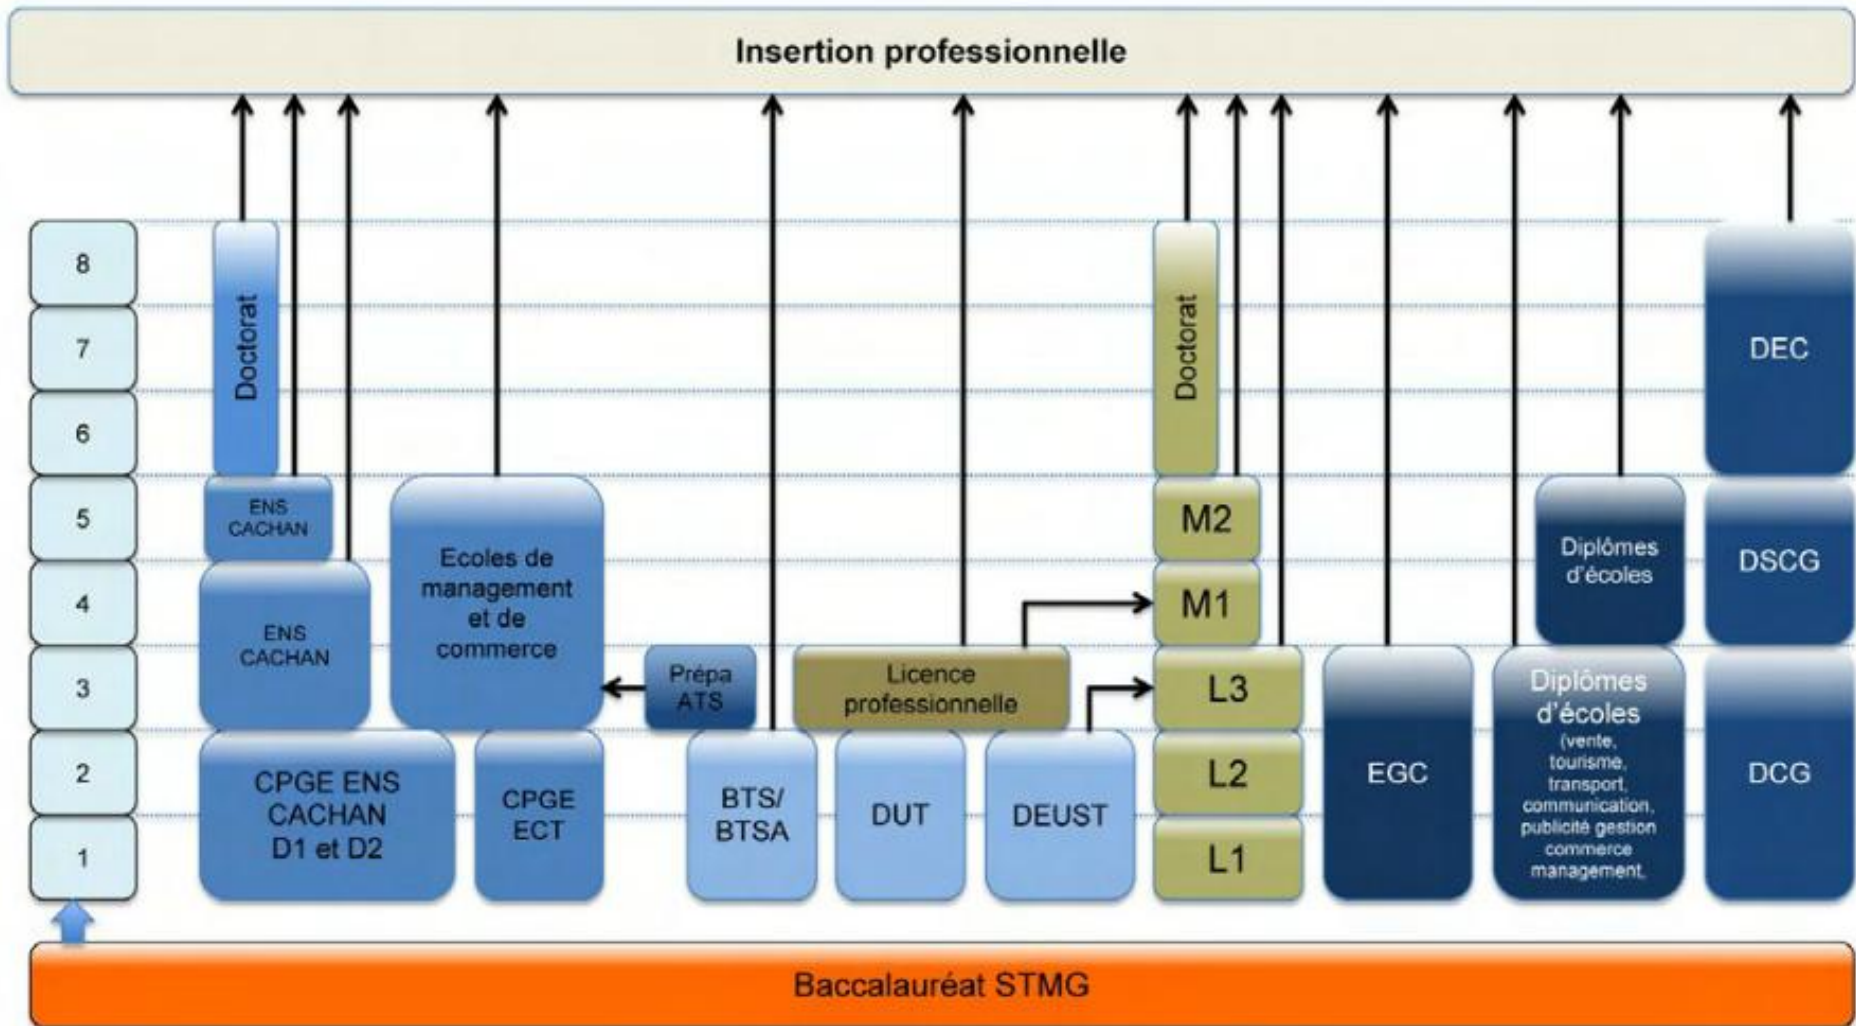 Insertion professionnelle
8
7
6
5
4
3
2
1
Doctorat
ENS
CACHAN
ENS
CACHAN
CPGE ENS
CACHAN
D1 et D2
Ecoles de
management
et de
commerce
CPGE
ECT
Prépa
ATS
BTS/
BTSA
Licence
professionnelle
DUT
DEUST
Doctorat
M2
M1
L3
L2
L1
EGC
Diplômes
d'écoles
Diplômes
d'écoles
(vente,
tourisme,
transport,
communication,
publicité gestion
commerce
management,
DEC
DSCG
DCG
Baccalauréat STMG